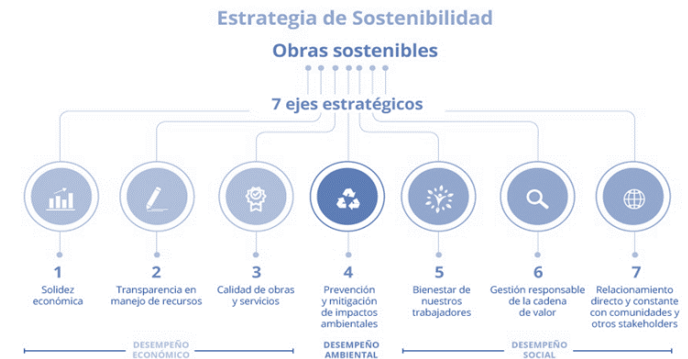 Estrategia de Sostenibilidad
Obras sostenibles
7 ejes estratégicos
1
Solidez
económica
2
Transparencia en
manejo de recursos
3
Calidad de obras
y servicios
4
Prevención
y mitigación
de impactos
ambientales
5
Bienestar de
nuestros
trabajadores
6
Gestión responsable
de la cadena
de valor
7
Relacionamiento
directo y constante
con comunidades y
otros stakeholders
DESEMPEÑO
ECONÓMICO
DESEMPEÑO
AMBIENTAL
DESEMPEÑO
SOCIAL